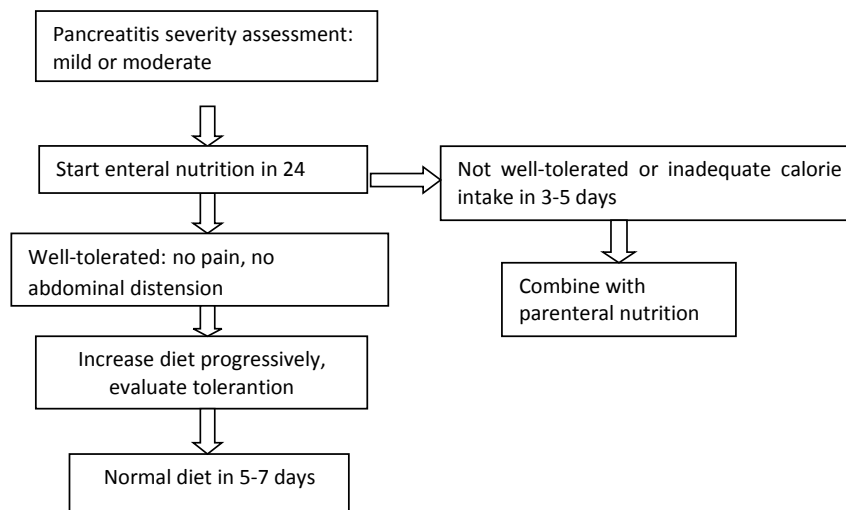 Pancreatitis severity assessment:
mild or moderate
Start enteral nutrition in 24
Not well-tolerated or inadequate calorie
intake in 3-5 days
Well-tolerated: no pain, no
abdominal distension
Combine with
parenteral nutrition
Increase diet progressively,
evaluate tolerantion
Normal diet in 5-7 days